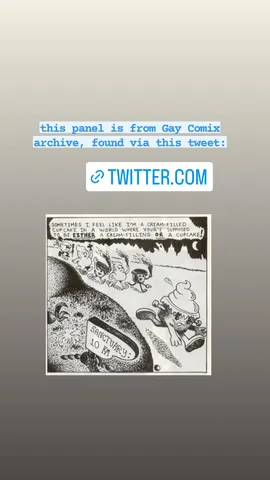 this panel is from Gay Comix
archive, found via this tweet:
TWITTER.COM
SOMETIMES I FEEL LIKE I'M A CREAM-FILLED
CUPCAKE IN A WORLD WHERE YOU'RE SUPPOSED
TO BE EITHER A CREAM-FILLING OR A CUPCAKE!
SANCTUARY:
10 KM